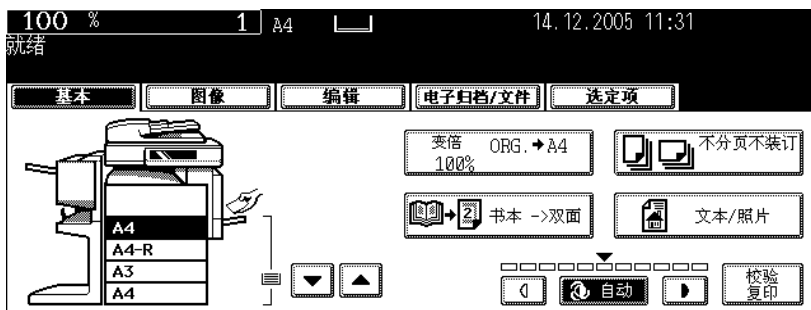 100 % 1 A4 14.12.2005 11:31
就绪
基本 图像 编辑 电子归档/文件 选定项
变倍 ORG.➔A4
100%
不分页不装订
书本 ->双面
2
文本/照片
A4
A4-R
A3
A4
自动
校验
复印